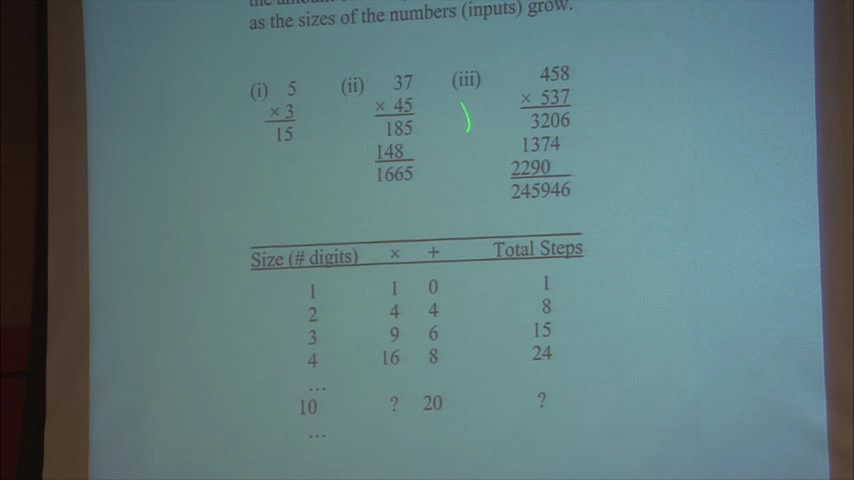 as the sizes of the numbers (inputs) grow.
(i) 5 (ii) 37 (iii) 458
× 3 × 45 × 537
15 185 3206
148 1374
1665 2290
245946
Size (# digits) × + Total Steps
1 1 0 1
2 4 4 8
3 9 6 15
4 16 8 24
...
10 ? 20 ?
...